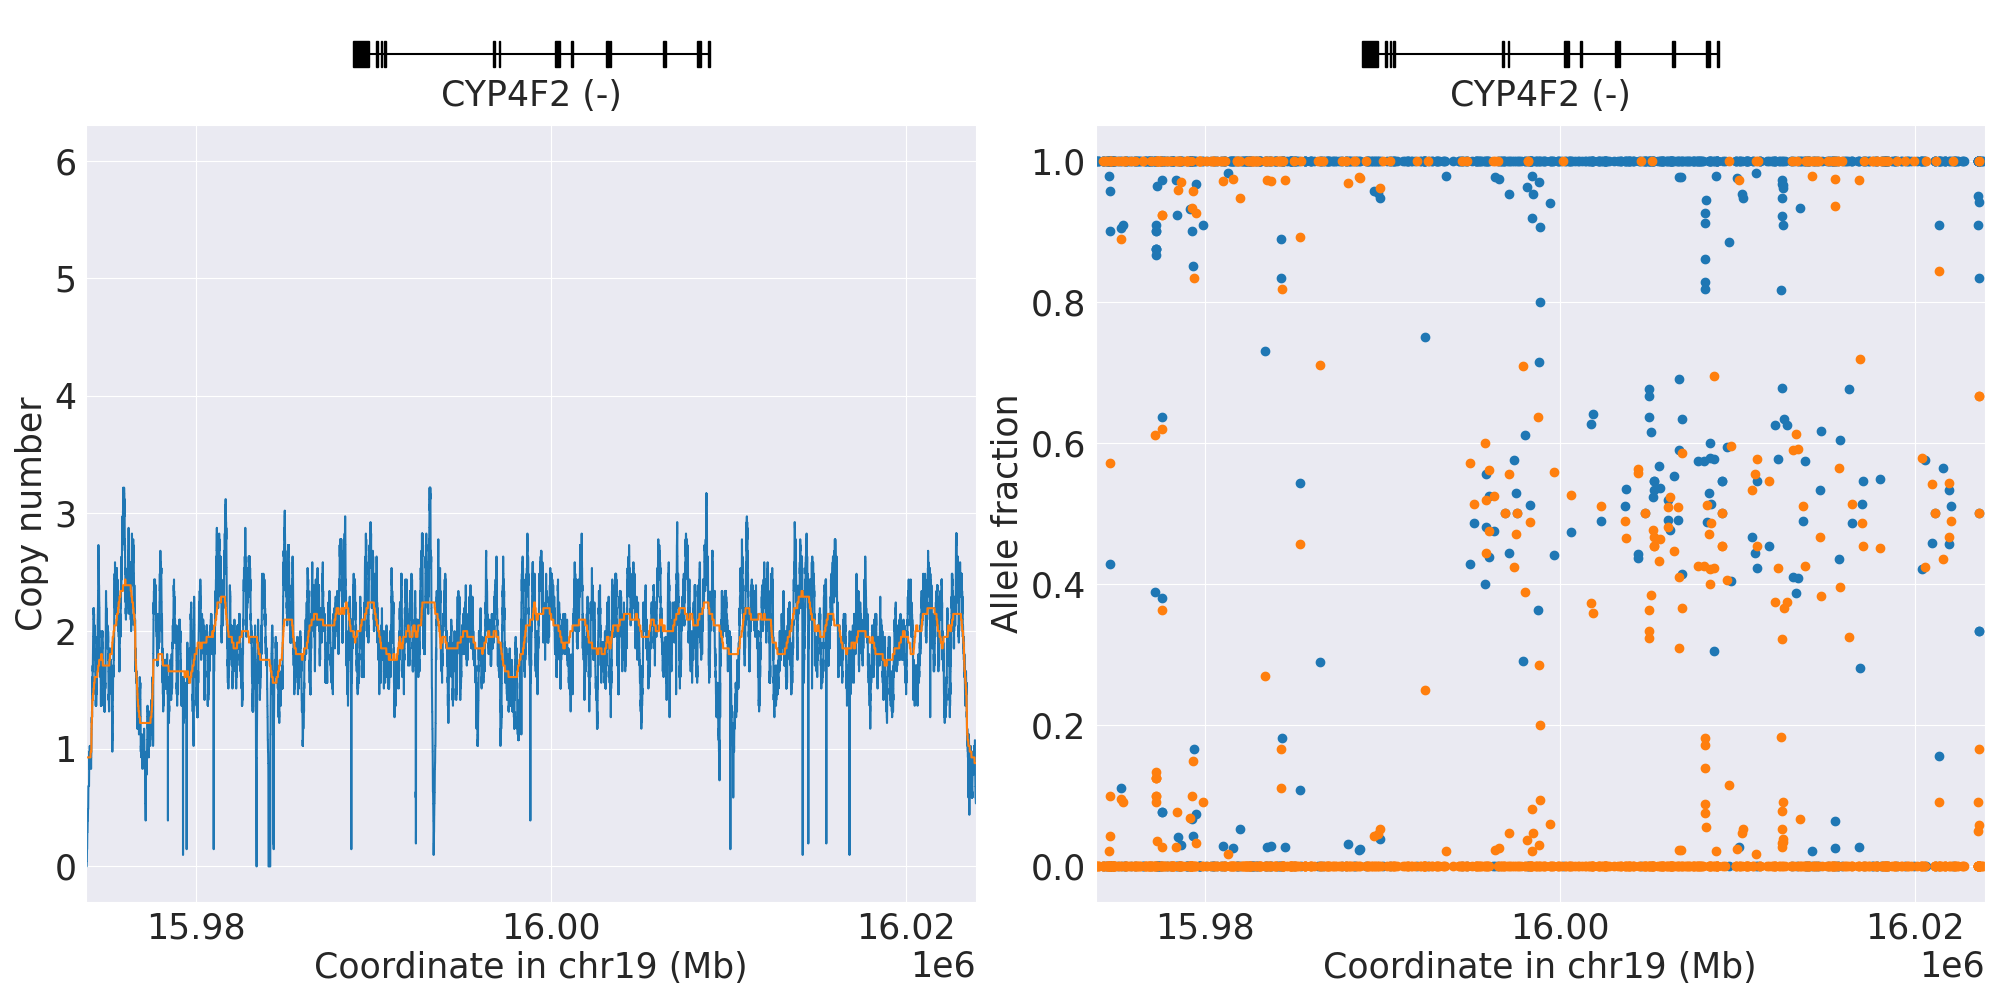 CYP4F2 (-)
CYP4F2 (-)
Copy number
6
5
4
3
2
1
0
15.98
16.00
16.02
Coordinate in chr19 (Mb)
1e6
Allele fraction
1.0
0.8
0.6
0.4
0.2
0.0
15.98
16.00
16.02
Coordinate in chr19 (Mb)
1e6